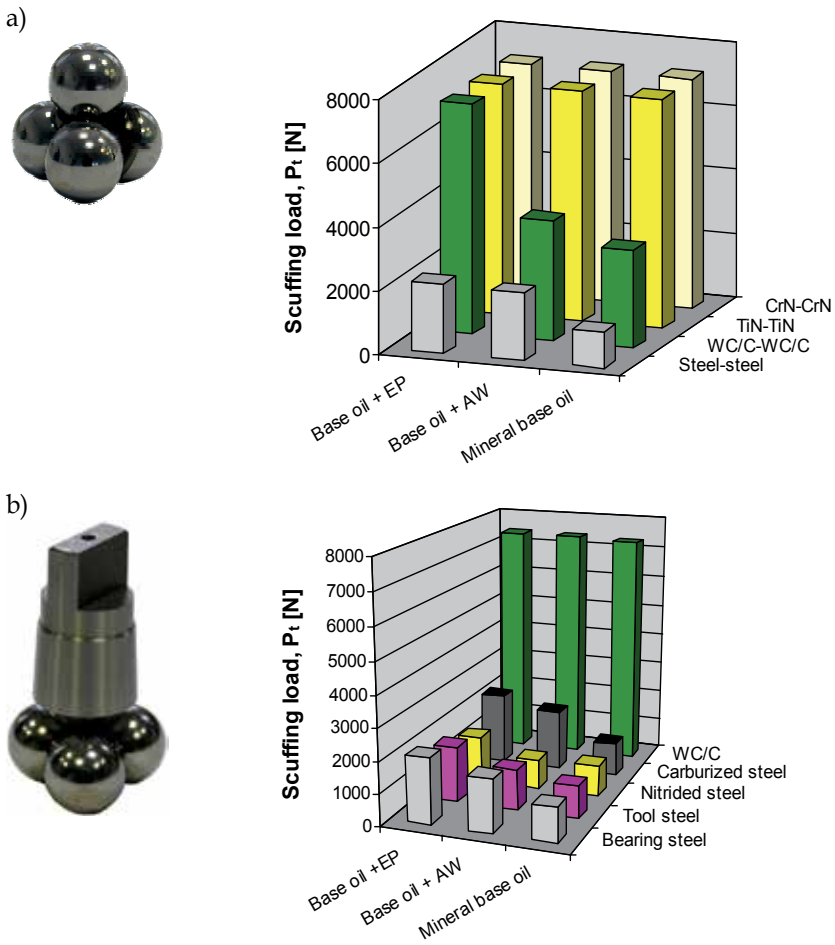 a)
Scuffing load, Pt [N]
8000
6000
4000
2000
0
Base oil + EP
Base oil + AW
Mineral base oil
CrN-CrN
TiN-TiN
WC/C-WC/C
Steel-steel
b)
Scuffing load, Pt [N]
8000
7000
6000
5000
4000
3000
2000
1000
0
Base oil +EP
Base oil + AW
Mineral base oil
WC/C
Carburized steel
Nitrided steel
Tool steel
Bearing steel